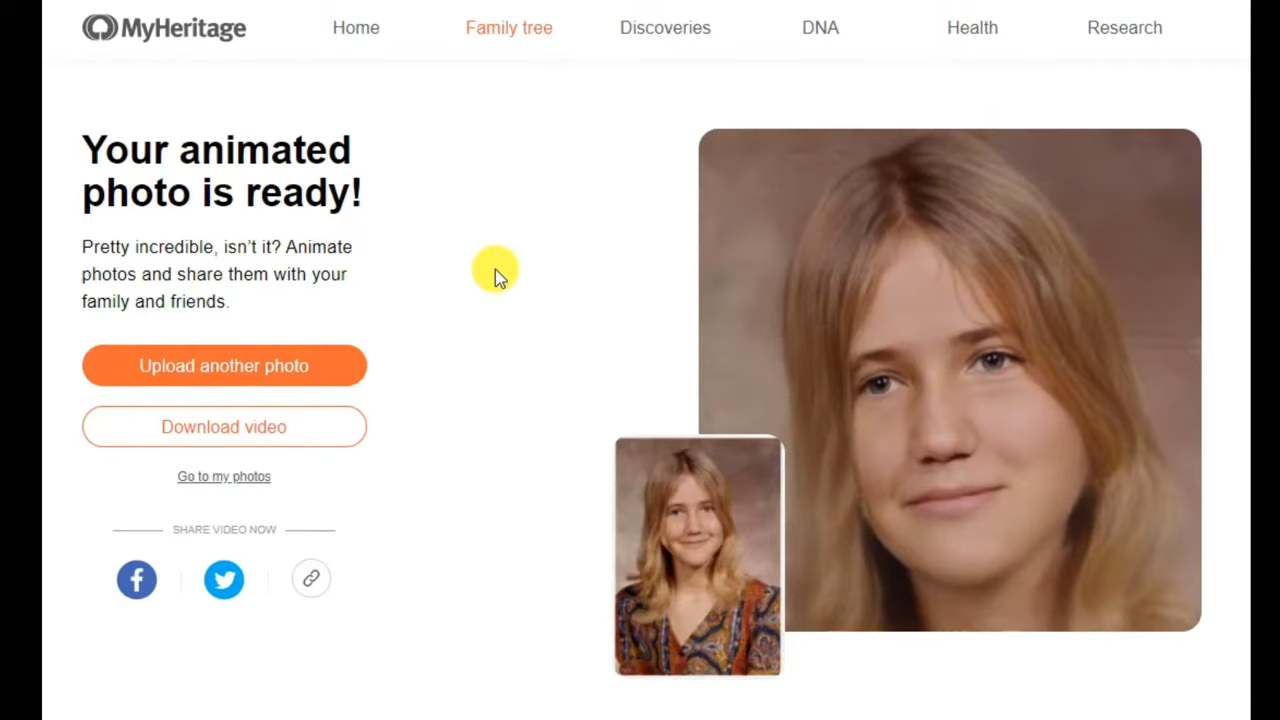 MyHeritage
Home
Family tree
Discoveries
DNA
Health
Research
Your animated
photo is ready!
Pretty incredible, isn't it? Animate
photos and share them with your
family and friends.
Upload another photo
Download video
Go to my photos
SHARE VIDEO NOW